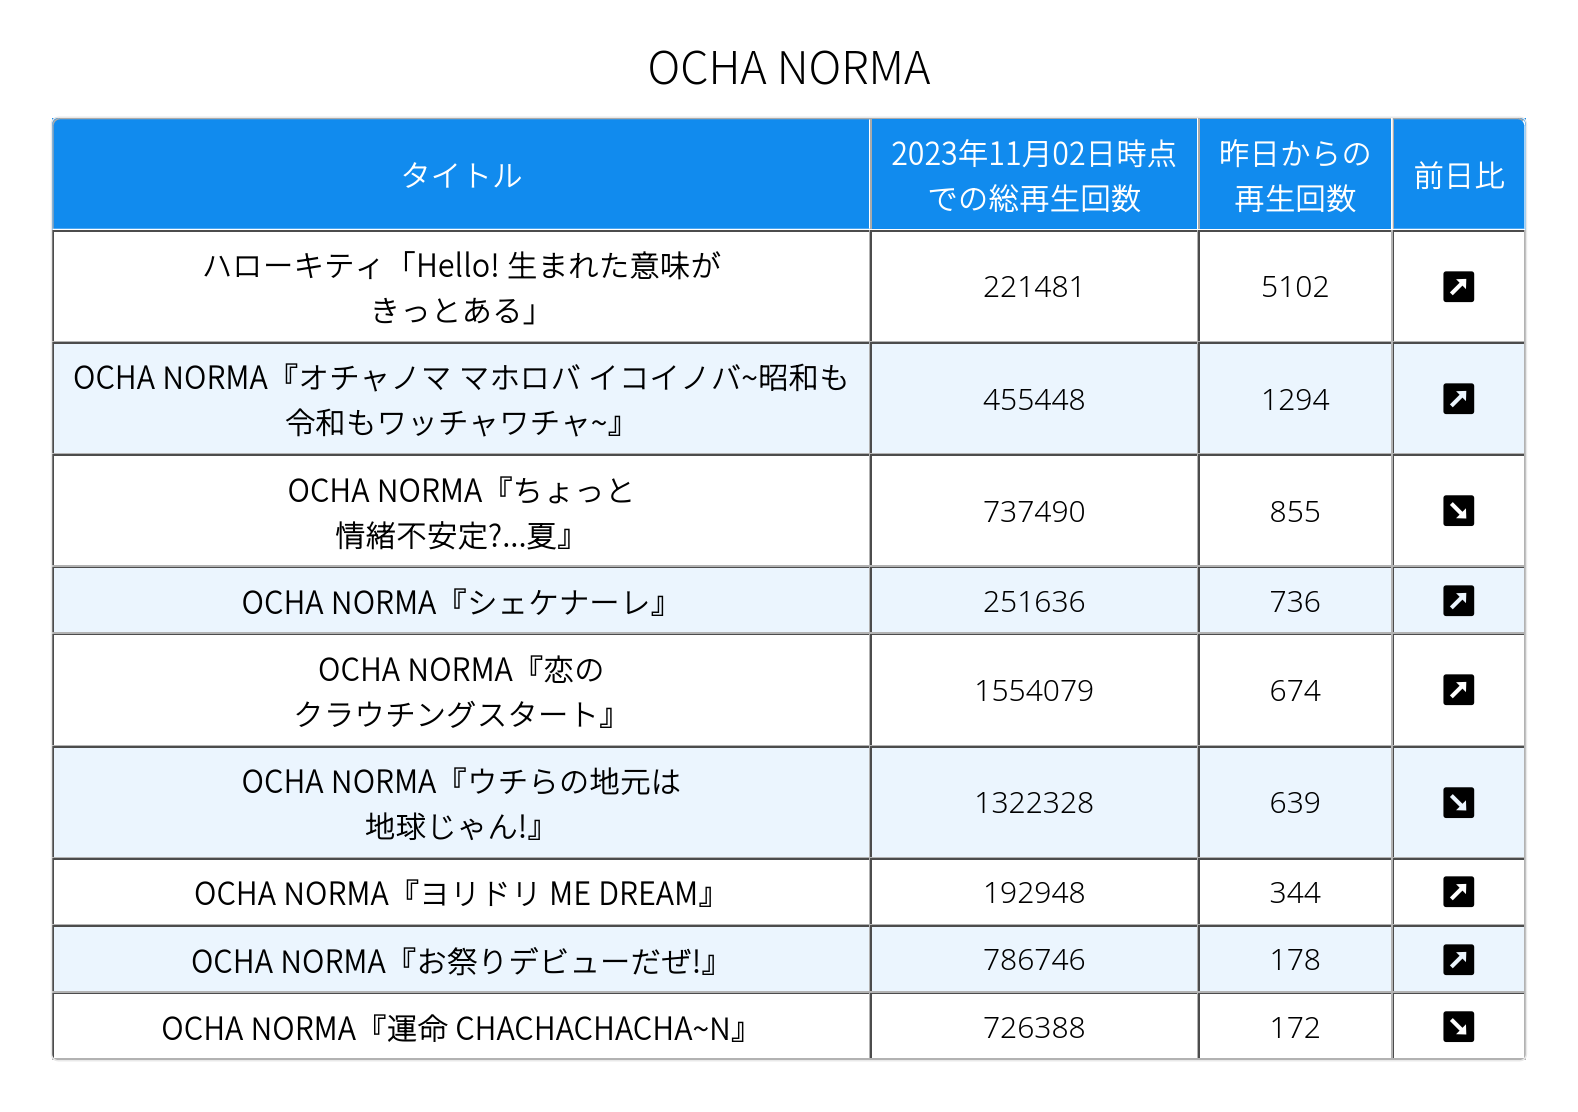 OCHA NORMA
タイトル
2023年11月02日時点
での総再生回数
昨日からの
再生回数
前日比
ハローキティ「Hello! 生まれた意味が
きっとある」
221481
5102
OCHA NORMA『オチャノマ マホロバ イコイノバ~昭和も
令和もワッチャワチャ~』
455448
1294
OCHA NORMA『ちょっと
情緒不安定?...夏』
737490
855
OCHA NORMA『シェケナーレ』
251636
736
OCHA NORMA『恋の
クラウチングスタート』
1554079
674
OCHA NORMA『ウチらの地元は
地球じゃん!』
1322328
639
OCHA NORMA『ヨリドリ ME DREAM』
192948
344
OCHA NORMA『お祭りデビューだぜ!』
786746
178
OCHA NORMA『運命 CHACHACHACHA~N』
726388
172